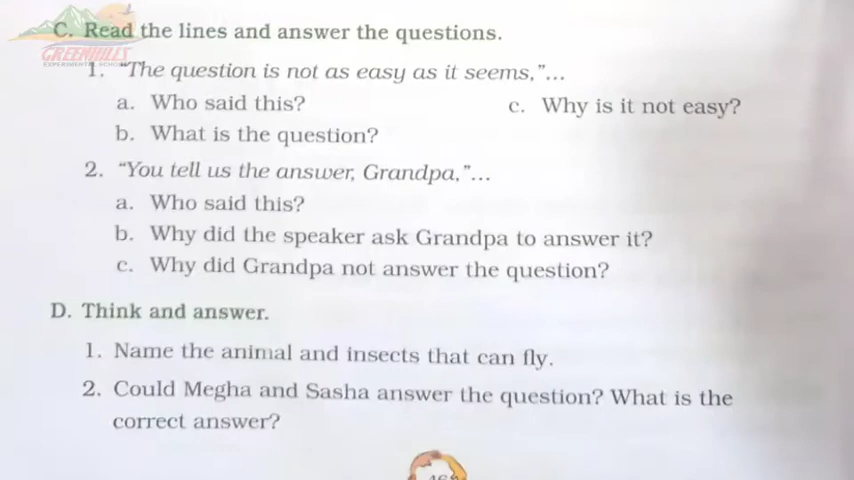 C. Read the lines and answer the questions.
GREENHILLS
EXPERIMENTAL SCHOOL
1. "The question is not as easy as it seems,"...
a. Who said this?
c. Why is it not easy?
b. What is the question?
2. "You tell us the answer, Grandpa,"...
a. Who said this?
b. Why did the speaker ask Grandpa to answer it?
c. Why did Grandpa not answer the question?
D. Think and answer.
1. Name the animal and insects that can fly.
2. Could Megha and Sasha answer the question? What is the
correct answer?